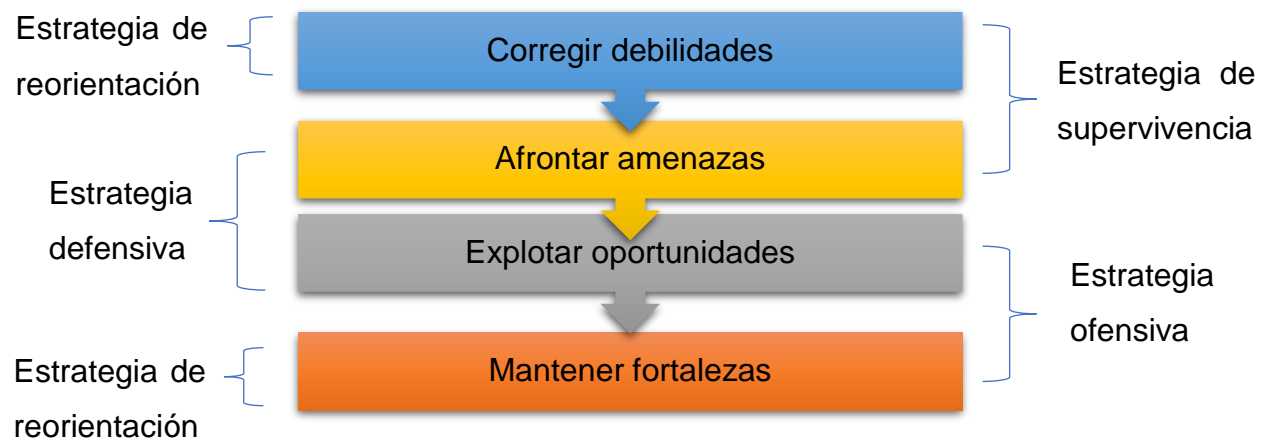 Estrategia de
reorientación
Corregir debilidades
Estrategia de
supervivencia
Afrontar amenazas
Estrategia
defensiva
Explotar oportunidades
Estrategia
ofensiva
Estrategia de
reorientación
Mantener fortalezas